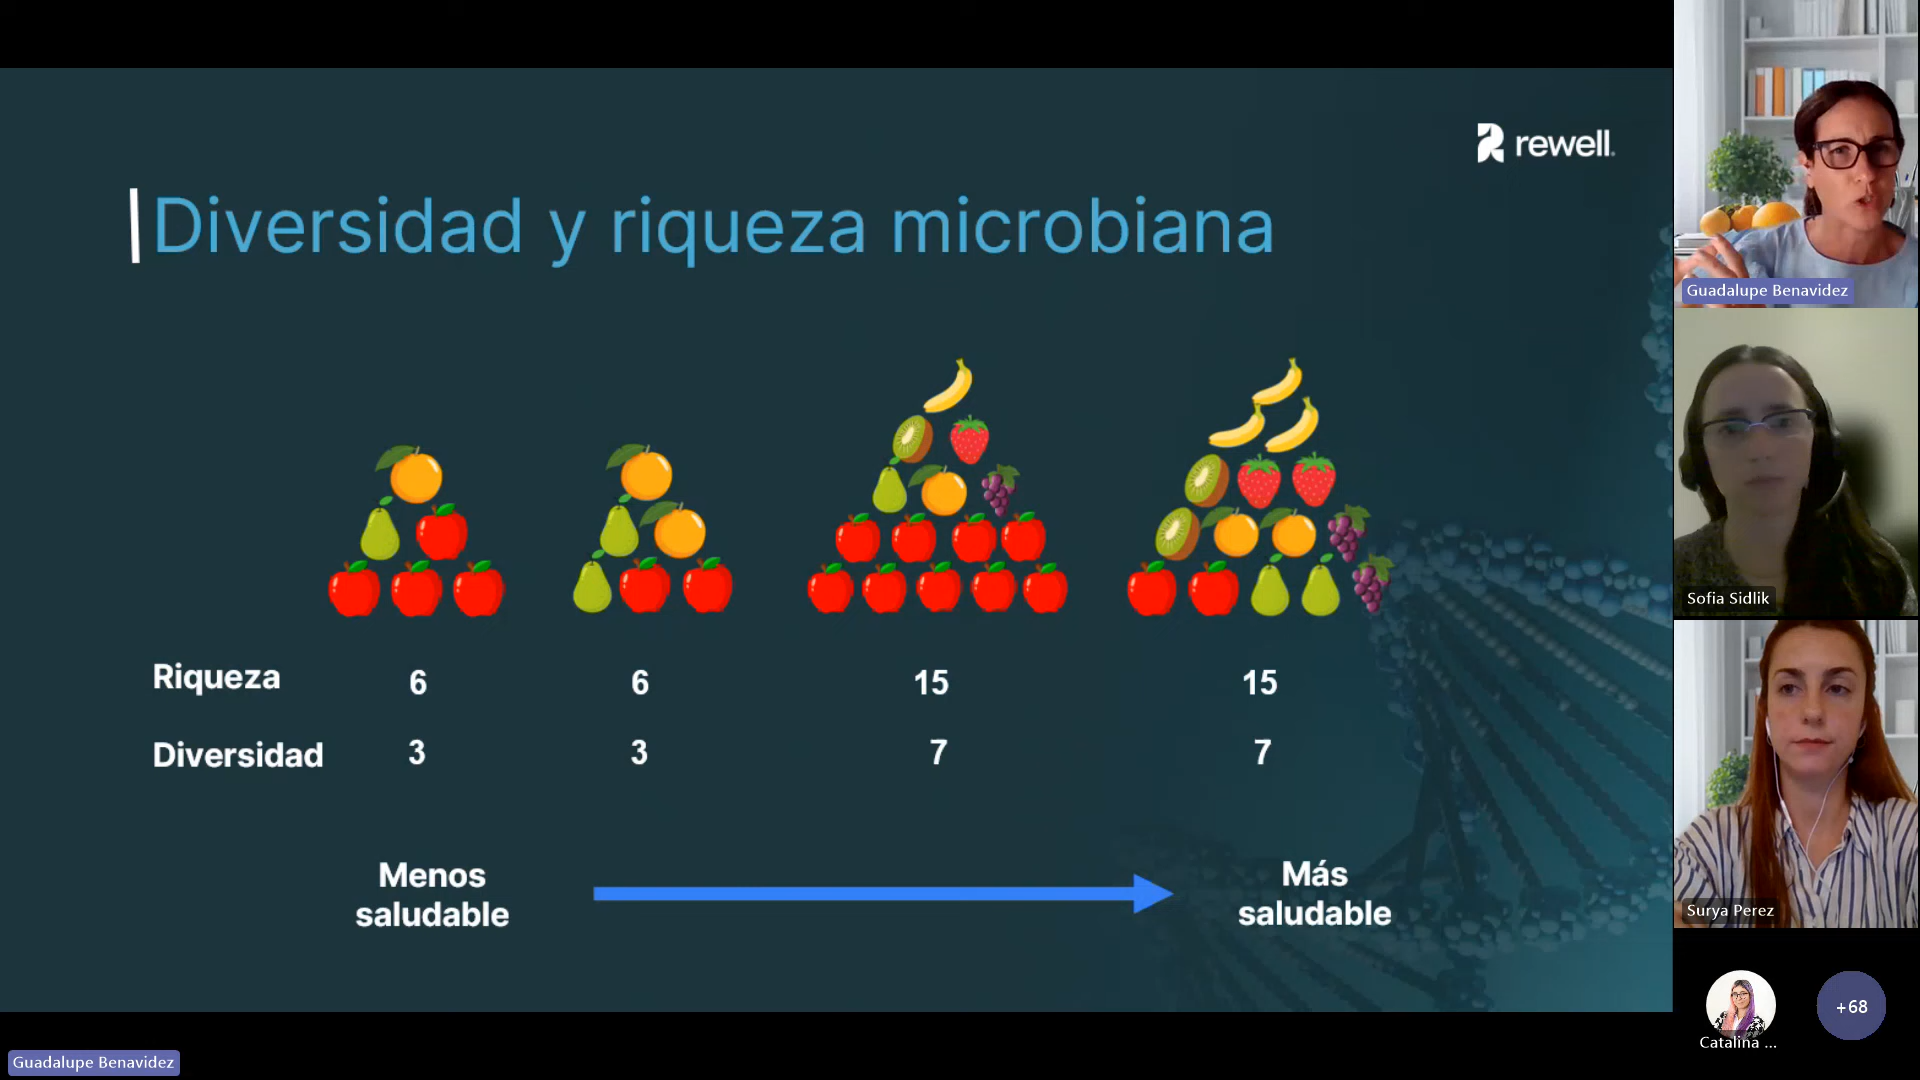 rewell
Diversidad y riqueza microbiana
Riqueza 6 6 15 15
Diversidad 3 3 7 7
Menos
saludable
Más
saludable
Guadalupe Benavidez
Sofia Sidlik
Surya Perez
Catalina ...
+68
Guadalupe Benavidez